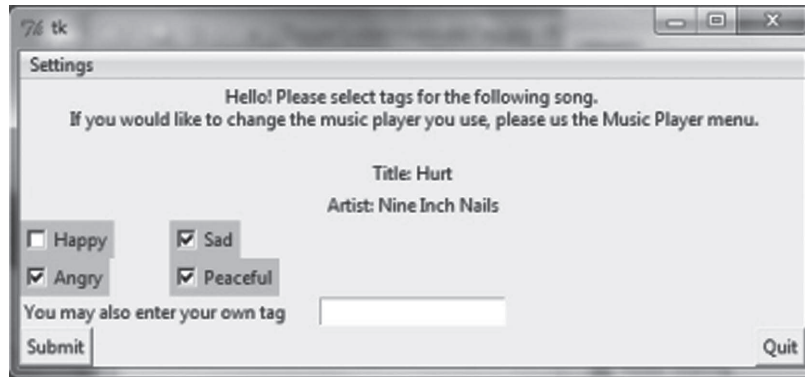 tk
Settings
Hello! Please select tags for the following song.
If you would like to change the music player you use, please us the Music Player menu.
Title: Hurt
Artist: Nine Inch Nails
Happy
Sad
Angry
Peaceful
You may also enter your own tag
Submit
Quit